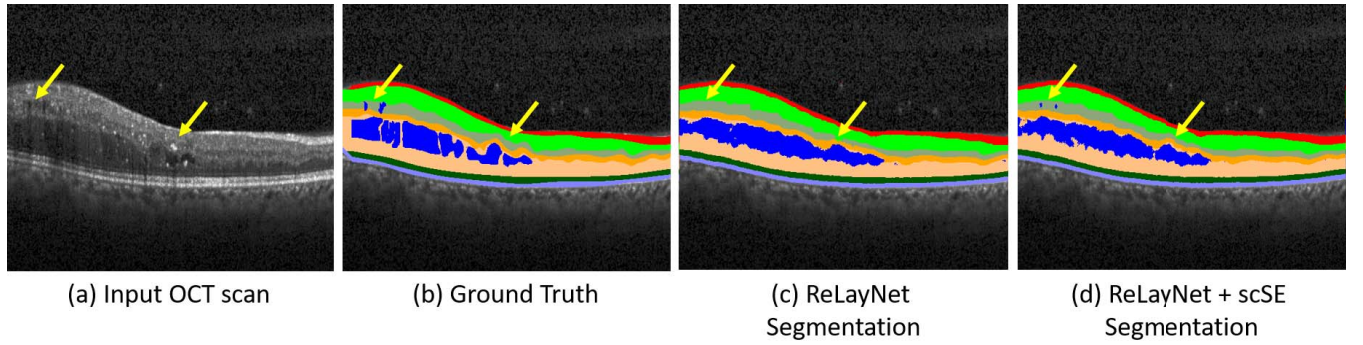 (a) Input OCT scan
(b) Ground Truth
(c) ReLayNet
Segmentation
(d) ReLayNet + scSE
Segmentation